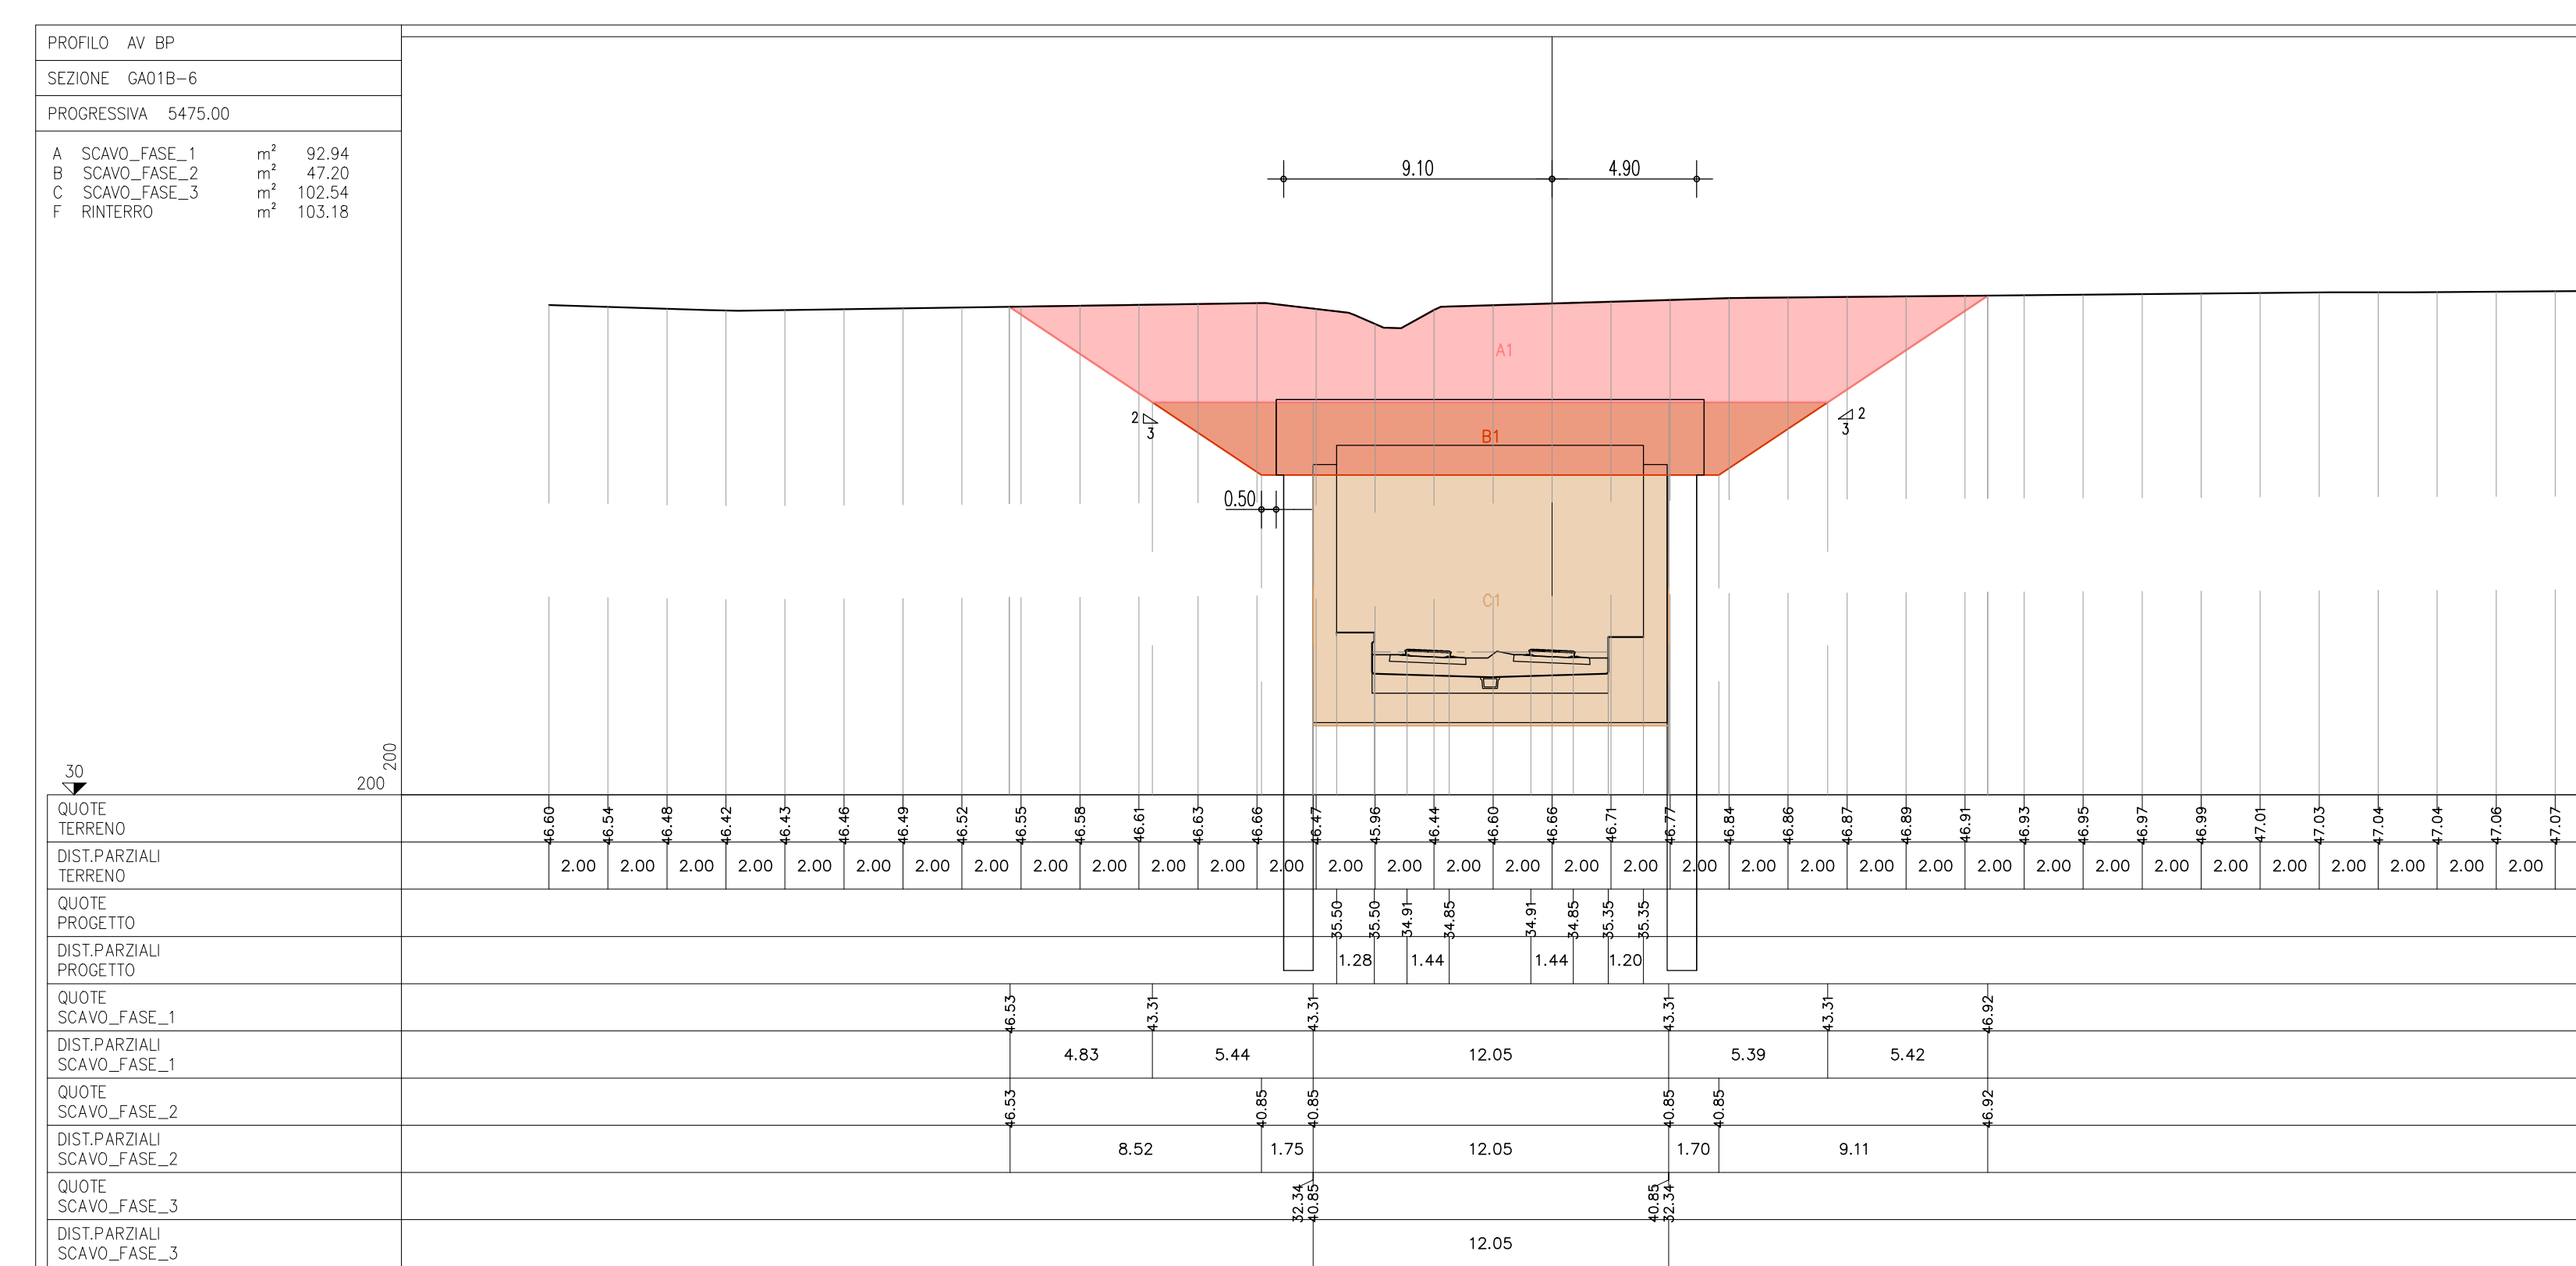 PROFILO AV BP
SEZIONE GA01B-6
PROGRESSIVA 5475.00
A SCAVO_FASE_1 m² 92.94
B SCAVO_FASE_2 m² 47.20
C SCAVO_FASE_3 m² 102.54
F RINTERRO m² 103.18
9.10 4.90
A1
2 3
2 3
B1
0.50
C1
30
200
200
QUOTE
TERRENO
46.60 46.54 46.48 46.42 46.43 46.46 46.49 46.52 46.55 46.58 46.61 46.63 46.66 46.47 45.96 46.44 46.60 46.66 46.71 46.77 46.84 46.86 46.87 46.89 46.91 46.93 46.95 46.97 46.99 47.01 47.03 47.04 47.04 47.06 47.07
DIST.PARZIALI
TERRENO
2.00 2.00 2.00 2.00 2.00 2.00 2.00 2.00 2.00 2.00 2.00 2.00 2.00 2.00 2.00 2.00 2.00 2.00 2.00 2.00 2.00 2.00 2.00 2.00 2.00 2.00 2.00 2.00 2.00 2.00 2.00 2.00 2.00 2.00
QUOTE
PROGETTO
35.50 35.50 34.91 34.85 34.91 34.85 35.35 35.35
DIST.PARZIALI
PROGETTO
1.28 1.44 1.44 1.20
QUOTE
SCAVO_FASE_1
46.53 43.31 43.31 43.31 43.31 46.92
DIST.PARZIALI
SCAVO_FASE_1
4.83 5.44 12.05 5.39 5.42
QUOTE
SCAVO_FASE_2
46.53 40.85 40.85 40.85 40.85 46.92
DIST.PARZIALI
SCAVO_FASE_2
8.52 1.75 12.05 1.70 9.11
QUOTE
SCAVO_FASE_3
32.34 40.85 40.85 32.34
DIST.PARZIALI
SCAVO_FASE_3
12.05